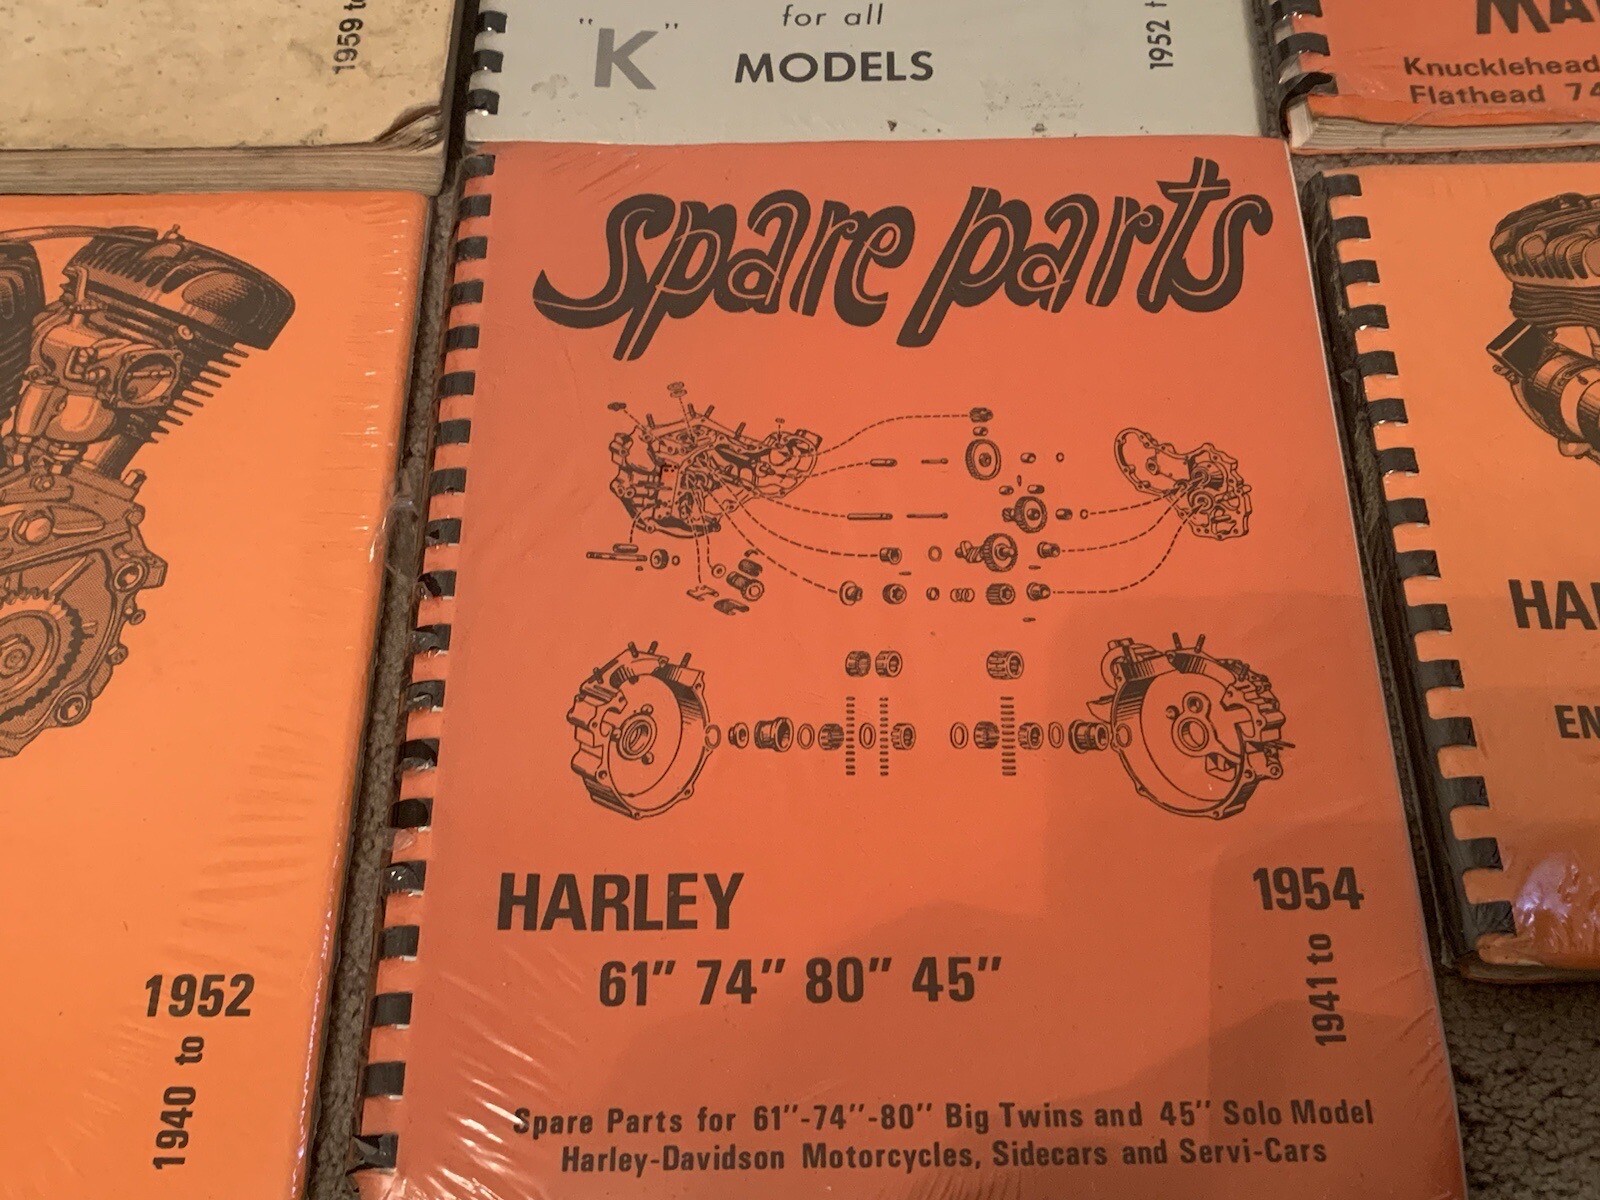 1959 to
"K"
for all
MODELS
1952
Knucklehead
Flathead 74
spare parts
HARLEY
61" 74" 80" 45"
1954
1941 to
Spare Parts for 61"-74"-80" Big Twins and 45" Solo Model
Harley-Davidson Motorcycles, Sidecars and Servi-Cars
1952
1940 to